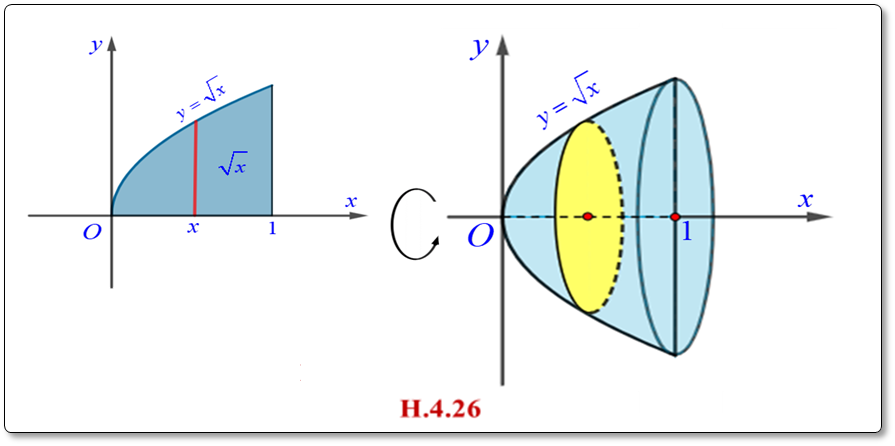 y
y = √x
√x
x
O
x
1
y
y = √x
x
O
1
H.4.26